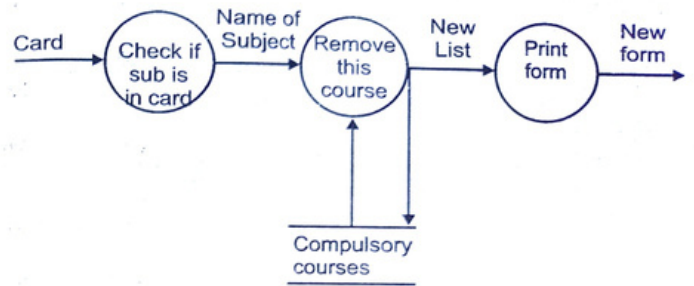 Card
Check if
sub is
in card
Name of
Subject
Remove
this
course
New
List
Print
form
New
form
Compulsory
courses